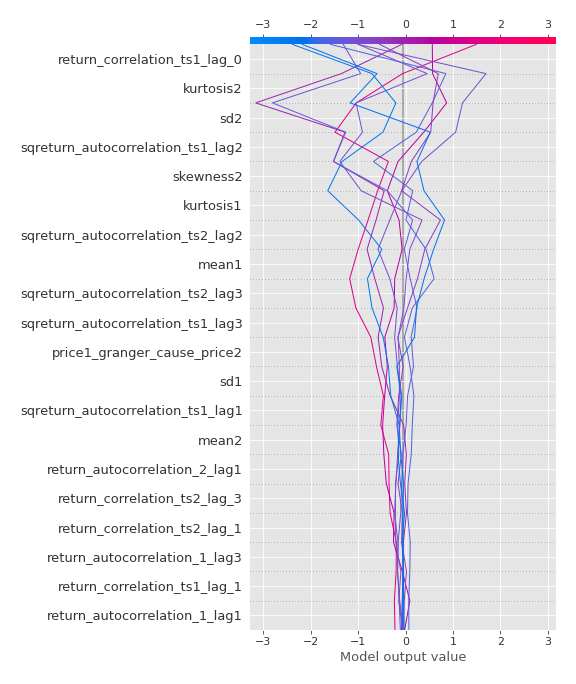 −3 −2 −1 0 1 2 3
return_correlation_ts1_lag_0
kurtosis2
sd2
sqreturn_autocorrelation_ts1_lag2
skewness2
kurtosis1
sqreturn_autocorrelation_ts2_lag2
mean1
sqreturn_autocorrelation_ts2_lag3
sqreturn_autocorrelation_ts1_lag3
price1_granger_cause_price2
sd1
sqreturn_autocorrelation_ts1_lag1
mean2
return_autocorrelation_2_lag1
return_correlation_ts2_lag_3
return_correlation_ts2_lag_1
return_autocorrelation_1_lag3
return_correlation_ts1_lag_1
return_autocorrelation_1_lag1
−3 −2 −1 0 1 2 3
Model output value